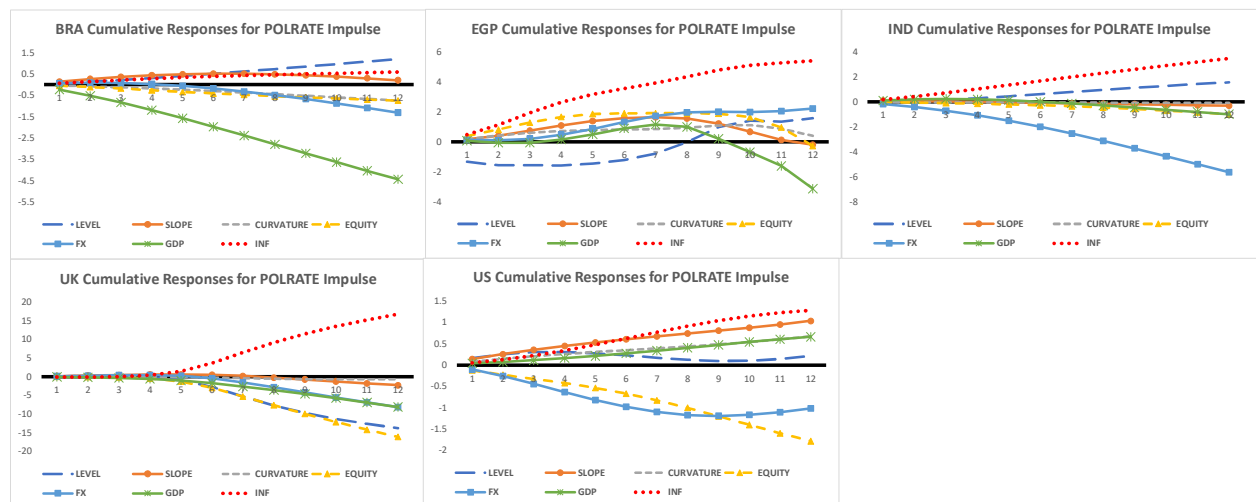 BRA Cumulative Responses for POLRATE Impulse
1.5
0.5
-0.5
-1.5
-2.5
-3.5
-4.5
-5.5
1 2 3 4 5 6 7 8 9 10 11 12
LEVEL SLOPE CURVATURE EQUITY
FX GDP INF
EGP Cumulative Responses for POLRATE Impulse
6
4
2
0
-2
-4
1 2 3 4 5 6 7 8 9 10 11 12
LEVEL SLOPE CURVATURE EQUITY
FX GDP INF
IND Cumulative Responses for POLRATE Impulse
4
2
0
-2
-4
-6
-8
1 2 3 4 5 6 7 8 9 10 11 12
LEVEL SLOPE CURVATURE EQUITY
FX GDP INF
UK Cumulative Responses for POLRATE Impulse
20
15
10
5
0
-5
-10
-15
-20
1 2 3 4 5 6 7 8 9 10 11 12
LEVEL SLOPE CURVATURE EQUITY
FX GDP INF
US Cumulative Responses for POLRATE Impulse
1.5
1
0.5
0
-0.5
-1
-1.5
-2
1 2 3 4 5 6 7 8 9 10 11 12
LEVEL SLOPE CURVATURE EQUITY
FX GDP INF